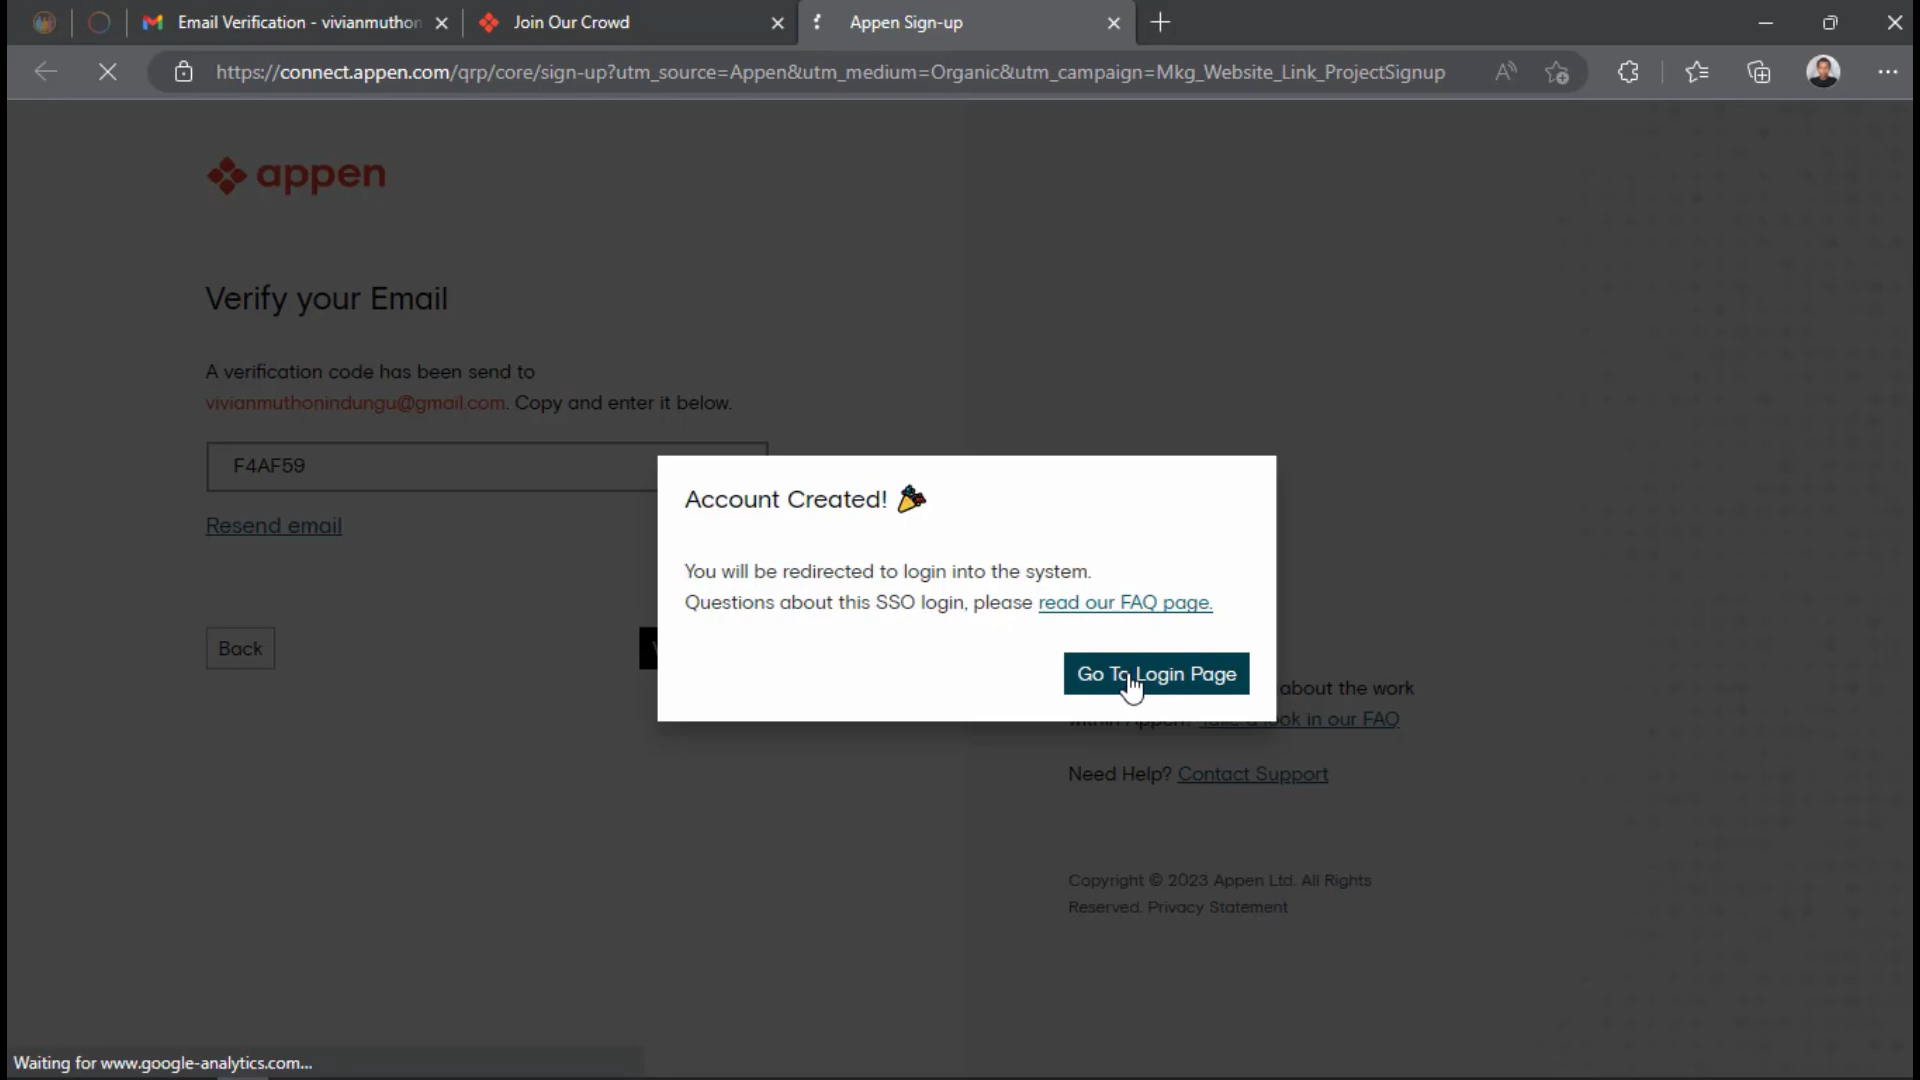 Email Verification - vivianmuthon
Join Our Crowd
Appen Sign-up
https://connect.appen.com/qrp/core/sign-up?utm_source=Appen&utm_medium=Organic&utm_campaign=Mkg_Website_Link_ProjectSignup
appen
Verify your Email
A verification code has been send to
vivianmuthonindungu@gmail.com. Copy and enter it below.
F4AF59
Resend email
Back
Account Created!
You will be redirected to login into the system.
Questions about this SSO login, please read our FAQ page.
Go To Login Page
about the work
look in our FAQ
Need Help? Contact Support
Copyright © 2023 Appen Ltd. All Rights
Reserved. Privacy Statement
Waiting for www.google-analytics.com...